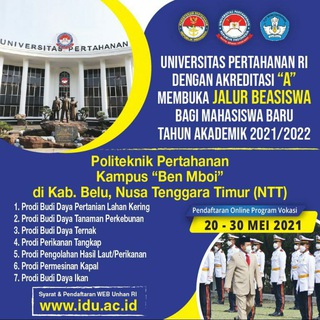 UNIVERSITAS PERTAHANAN
UNIVERSITAS PERTAHANAN RI
DENGAN AKREDITASI “A”
MEMBUKA JALUR BEASISWA
BAGI MAHASISWA BARU
TAHUN AKADEMIK 2021/2022
Politeknik Pertahanan
Kampus “Ben Mboi”
di Kab. Belu, Nusa Tenggara Timur (NTT)
1. Prodi Budi Daya Pertanian Lahan Kering
2. Prodi Budi Daya Tanaman Perkebunan
3. Prodi Budi Daya Ternak
4. Prodi Perikanan Tangkap
5. Prodi Pengolahan Hasil Laut/Perikanan
6. Prodi Permesinan Kapal
7. Prodi Budi Daya Ikan
Pendaftaran Online Program Vokasi
20 - 30 MEI 2021
Syarat & Pendaftaran WEB Unhan RI
www.idu.ac.id